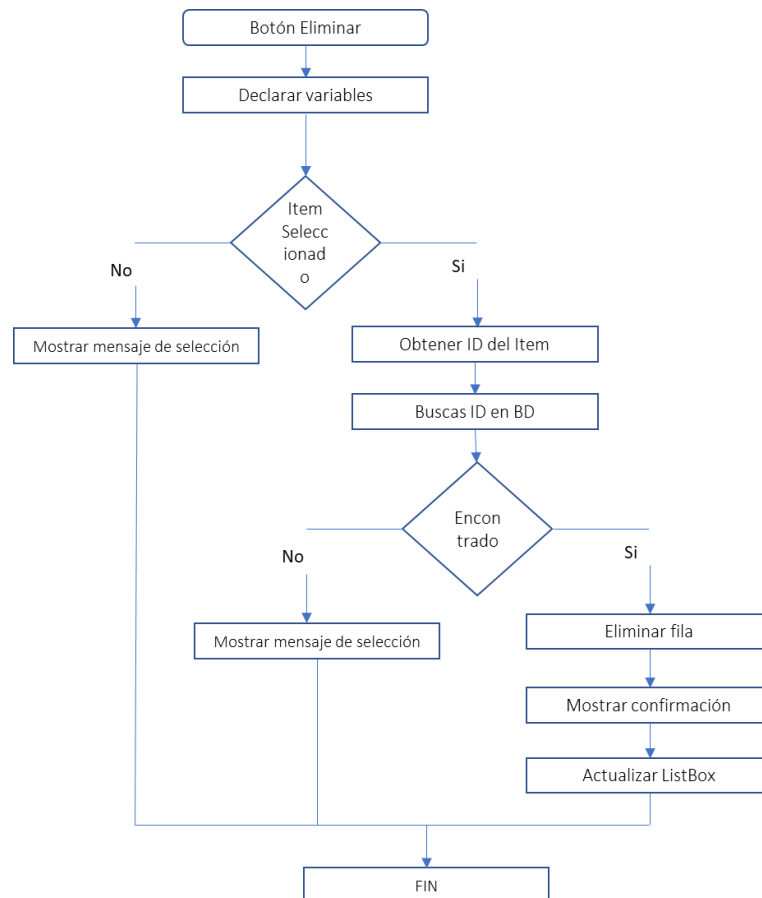 Botón Eliminar
Declarar variables
Item
Selecc
ionad
o
No
Si
Mostrar mensaje de selección
Obtener ID del Item
Buscas ID en BD
Encon
trado
No
Si
Mostrar mensaje de selección
Eliminar fila
Mostrar confirmación
Actualizar ListBox
FIN